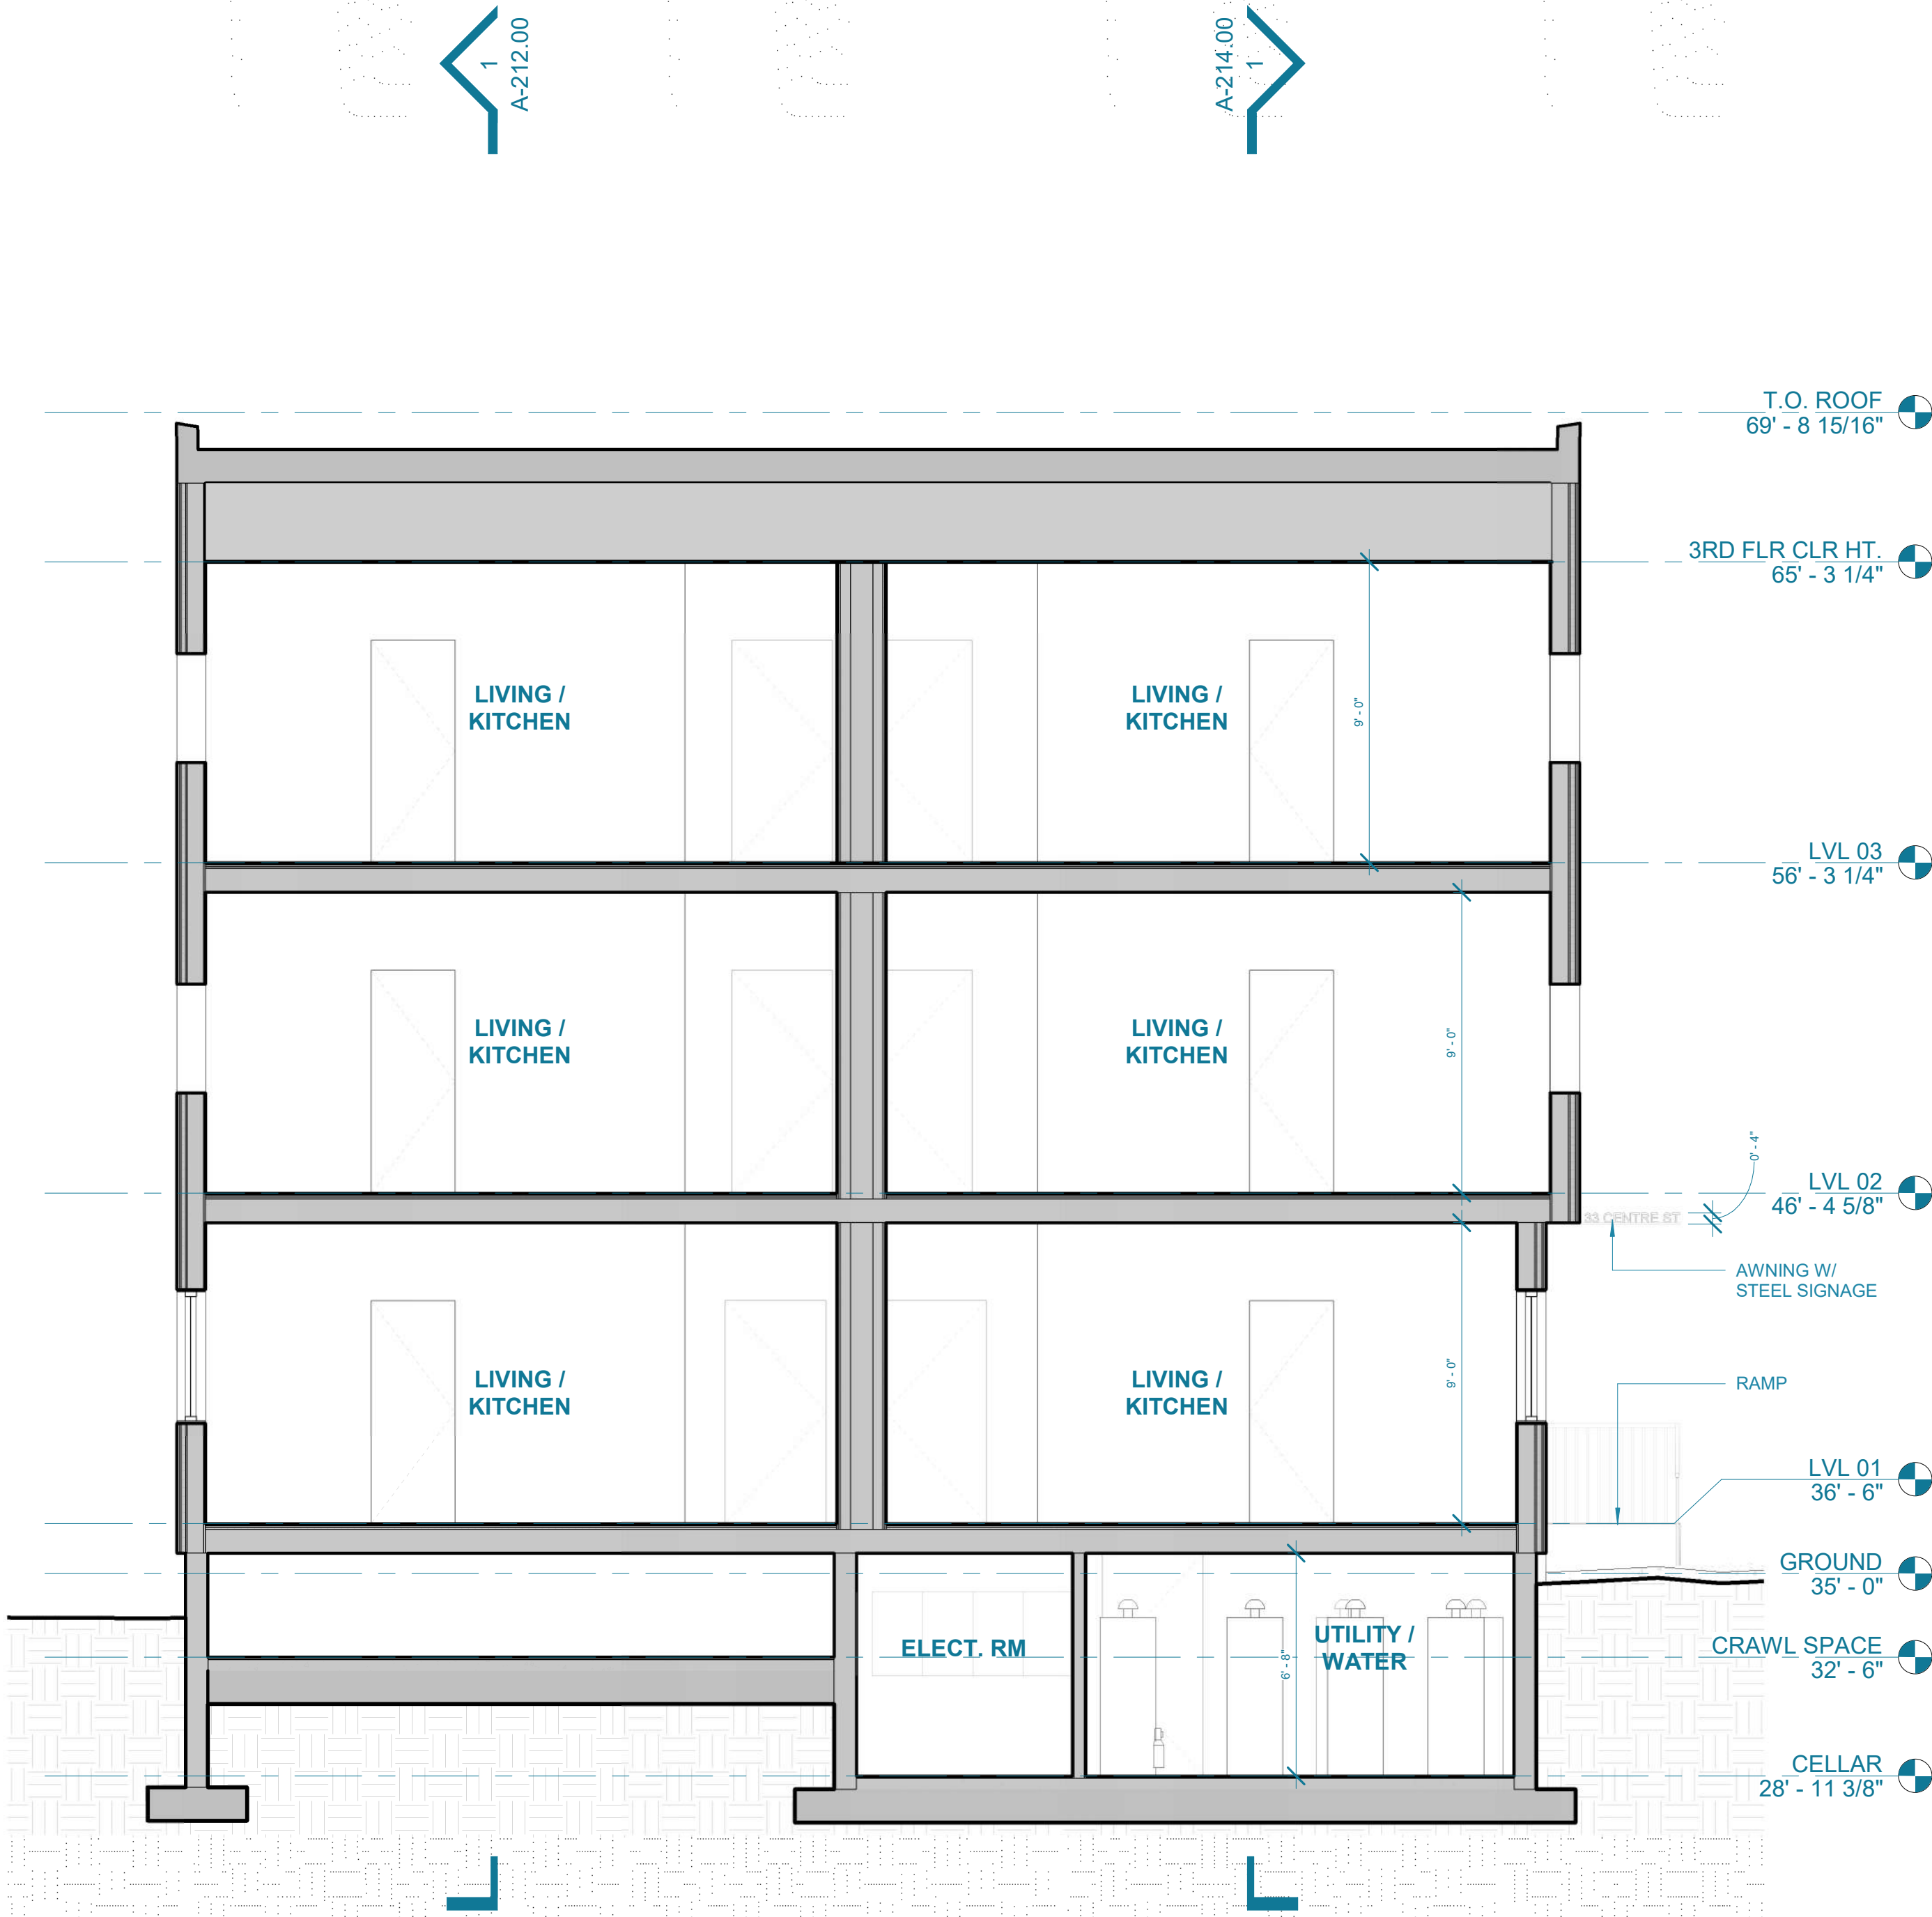 1
A-212.00
A-214.00
1
T.O. ROOF
69' - 8 15/16"
3RD FLR CLR HT.
65' - 3 1/4"
LIVING /
KITCHEN
LIVING /
KITCHEN
9' - 0"
LVL 03
56' - 3 1/4"
LIVING /
KITCHEN
LIVING /
KITCHEN
9' - 0"
0' - 4"
LVL 02
46' - 4 5/8"
33 CENTRE ST
AWNING W/
STEEL SIGNAGE
LIVING /
KITCHEN
LIVING /
KITCHEN
9' - 0"
RAMP
LVL 01
36' - 6"
GROUND
35' - 0"
ELECT. RM
UTILITY /
WATER
6' - 8"
CRAWL SPACE
32' - 6"
CELLAR
28' - 11 3/8"